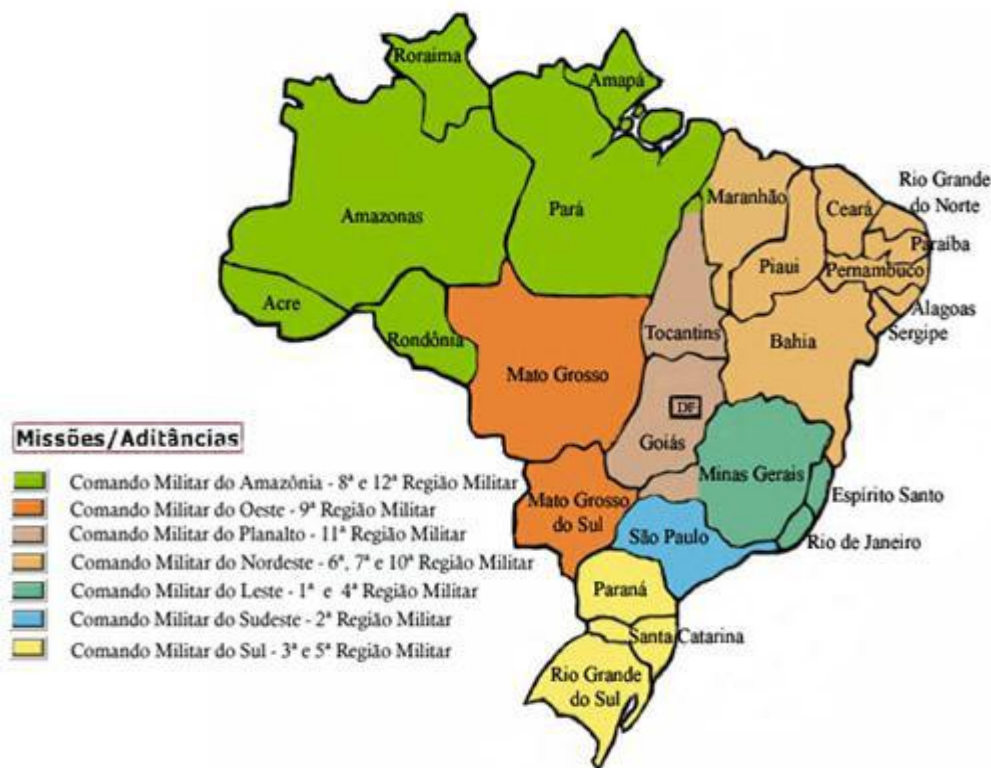 Roraima
Amapá
Amazonas
Pará
Maranhão
Ceará
Rio Grande
do Norte
Paraíba
Piaui
Pernambuco
Acre
Rondônia
Tocantins
Alagoas
Sergipe
Bahia
Mato Grosso
DF
Goiás
Minas Gerais
Espírito Santo
Mato Grosso
do Sul
São Paulo
Rio de Janeiro
Paraná
Santa Catarina
Rio Grande
do Sul
Missões/Aditâncias
Comando Militar do Amazônia - 8ª e 12ª Região Militar
Comando Militar do Oeste - 9ª Região Militar
Comando Militar do Planalto - 11ª Região Militar
Comando Militar do Nordeste - 6ª, 7ª e 10ª Região Militar
Comando Militar do Leste - 1ª e 4ª Região Militar
Comando Militar do Sudeste - 2ª Região Militar
Comando Militar do Sul - 3ª e 5ª Região Militar